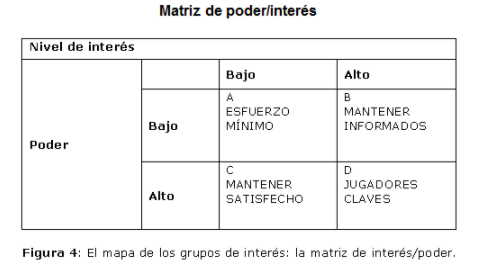 Matriz de poder/interés
Nivel de interés
Bajo Alto
Poder
Bajo
A
ESFUERZO
MÍNIMO
B
MANTENER
INFORMADOS
Alto
C
MANTENER
SATISFECHO
D
JUGADORES
CLAVES
Figura 4: El mapa de los grupos de interés: la matriz de interés/poder.